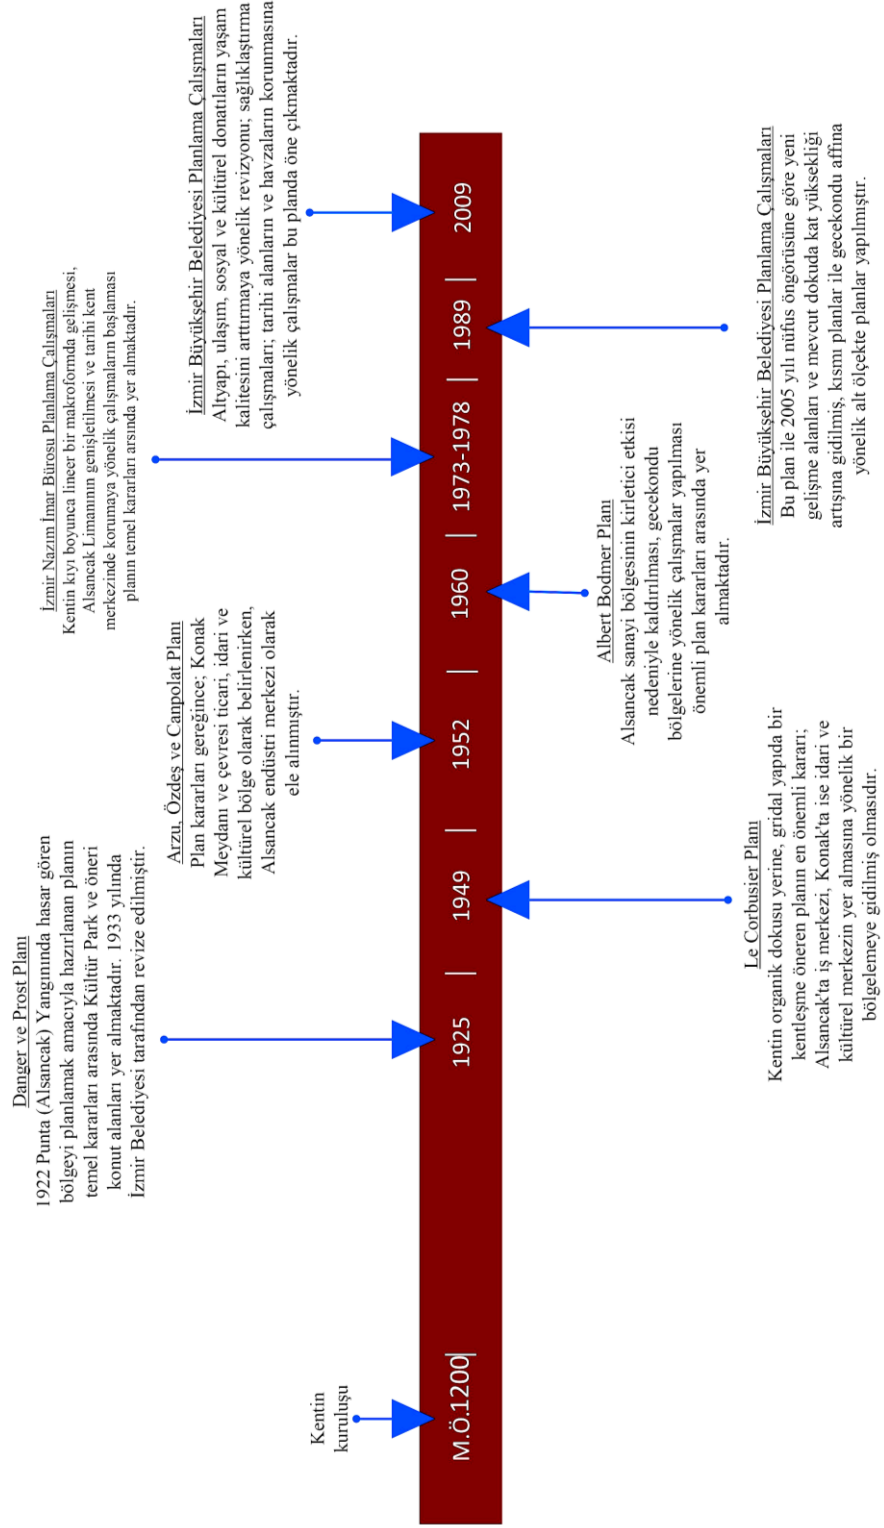 Kentin
kuruluşu
Danger ve Prost Planı
1922 Punta (Alsancak) Yangınında hasar gören
bölgeyi planlamak amacıyla hazırlanan planın
temel kararları arasında Kültür Park ve öneri
konut alanları yer almaktadır. 1933 yılında
İzmir Belediyesi tarafından revize edilmiştir.
Arzu, Özdeş ve Canpolat Planı
Plan kararları gereğince; Konak
Meydanı ve çevresi ticari, idari ve
kültürel bölge olarak belirlenirken,
Alsancak endüstri merkezi olarak
ele alınmıştır.
İzmir Nazım İmar Bürosu Planlama Çalışmaları
Kentin kıyı boyunca lineer bir makroformda gelişmesi,
Alsancak Limanının genişletilmesi ve tarihi kent
merkezinde korumaya yönelik çalışmaların başlaması
planın temel kararları arsında yer almaktadır.
İzmir Büyükşehir Belediyesi Planlama Çalışmaları
Altyapı, ulaşım, sosyal ve kültürel donatıların yaşam
kalitesini arttırmaya yönelik revizyonu; sağlıklaştırma
çalışmaları; tarihi alanların ve havzaların korunmasına
yönelik çalışmalar bu planda öne çıkmaktadır.
M.Ö.1200|
1925 |
1949 |
1952 |
1960 |
1973-1978 |
1989 |
2009
Le Corbusier Planı
Kentin organik dokusu yerine, gridal yapıda bir
kentleşme öneren planın en önemli kararı;
Alsancak'ta iş merkezi, Konak'ta ise idari ve
kültürel merkezin yer almasına yönelik bir
bölgelemeye gidilmiş olmasıdır.
Albert Bodmer Planı
Alsancak sanayi bölgesinin kirletici etkisi
nedeniyle kaldırılması, gecekondu
bölgelerine yönelik çalışmalar yapılması
önemli plan kararları arasında yer
almaktadır.
İzmir Büyükşehir Belediyesi Planlama Çalışmaları
Bu plan ile 2005 yılı nüfus öngörüsüne göre yeni
gelişme alanları ve mevcut dokuda kat yüksekliği
artışına gidilmiş, kısmı planlar ile gecekondu affına
yönelik alt ölçekte planlar yapılmıştır.